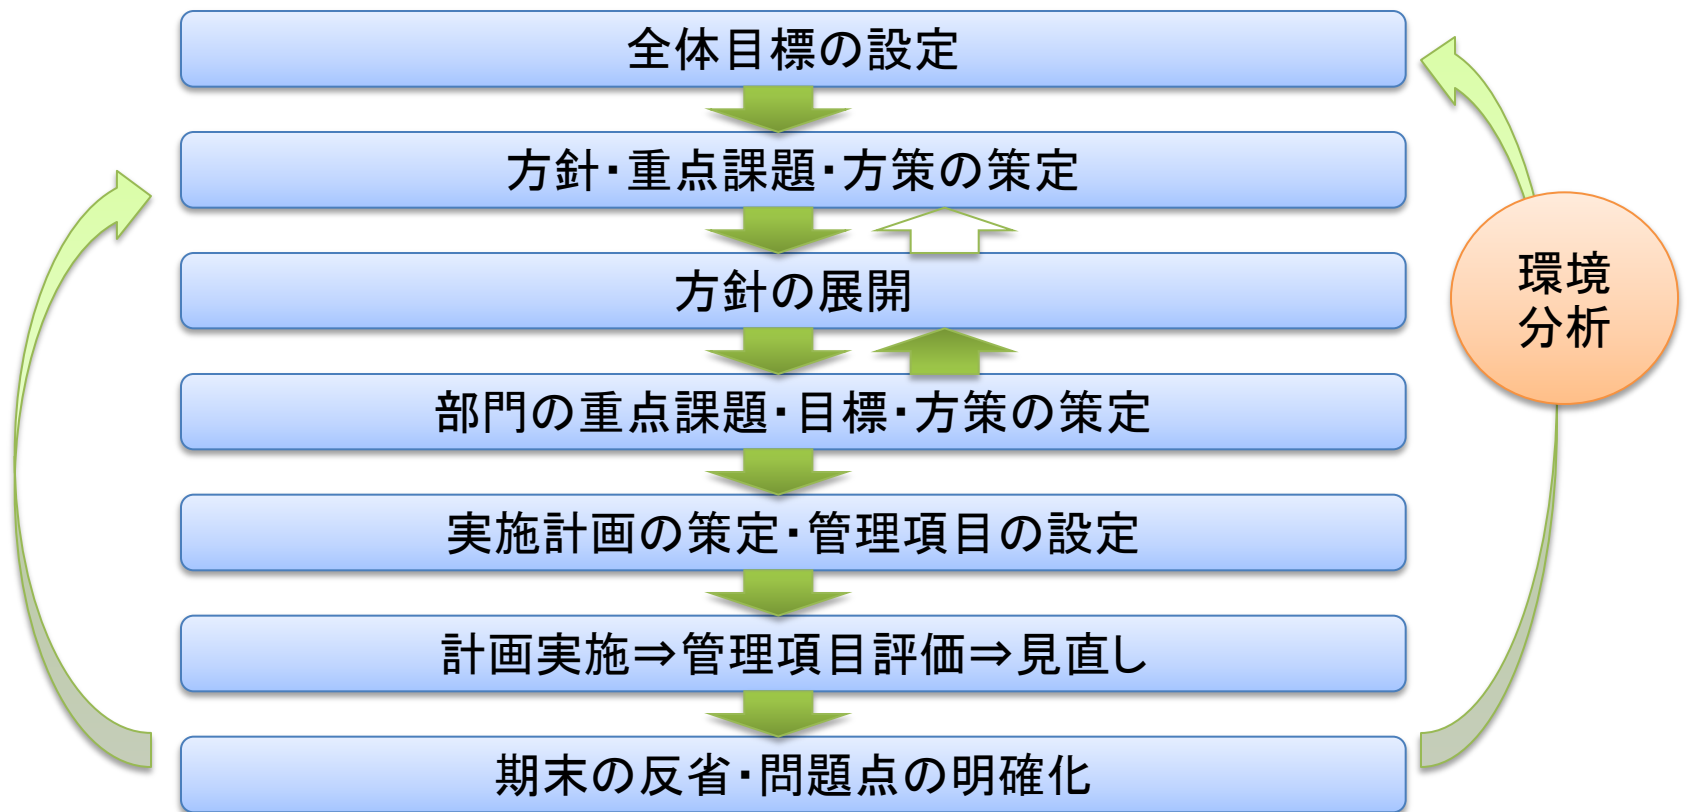 全体目標の設定
方針・重点課題・方策の策定
方針の展開
部門の重点課題・目標・方策の策定
実施計画の策定・管理項目の設定
計画実施⇒管理項目評価⇒見直し
期末の反省・問題点の明確化
環境
分析